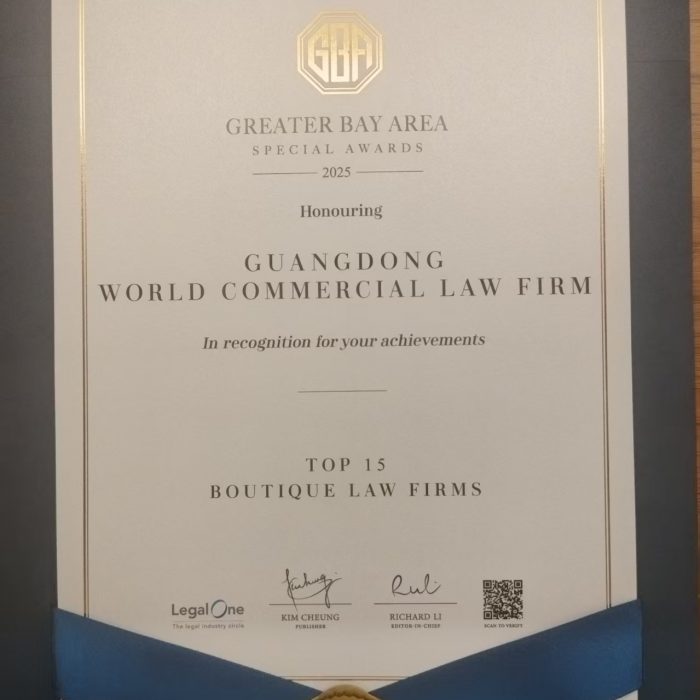 GBA
GREATER BAY AREA
SPECIAL AWARDS
2025
Honouring
GUANGDONG
WORLD COMMERCIAL LAW FIRM
In recognition for your achievements
TOP 15
BOUTIQUE LAW FIRMS
LegalOne
The legal industry circle
KIM CHEUNG
PUBLISHER
RICHARD LI
EDITOR-IN-CHIEF
SCAN TO VERIFY